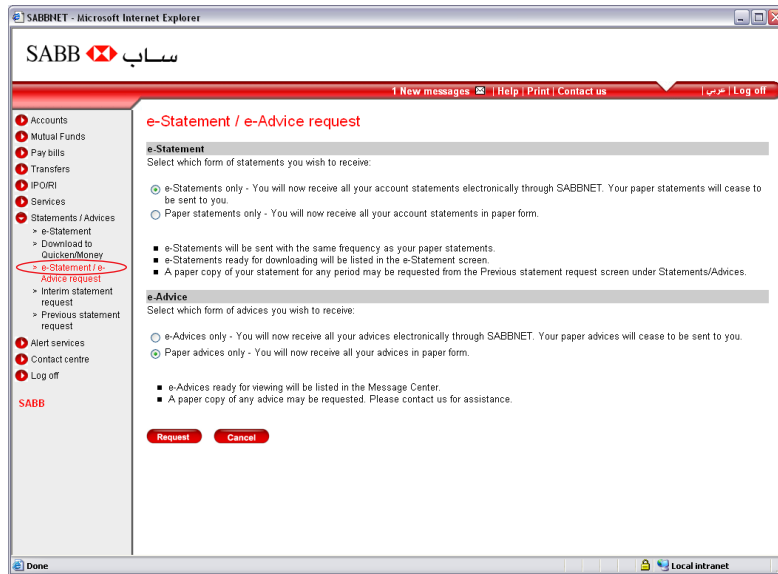 SABBNET - Microsoft Internet Explorer
SABB ساب
1 New messages | Help | Print | Contact us | عربي | Log off
Accounts
Mutual Funds
Pay bills
Transfers
IPO/RI
Services
Statements / Advices
> e-Statement
> Download to
Quicken/Money
> e-Statement / e-
Advice request
> Interim statement
request
> Previous statement
request
Alert services
Contact centre
Log off
SABB
e-Statement / e-Advice request
e-Statement
Select which form of statements you wish to receive:
e-Statements only - You will now receive all your account statements electronically through SABBNET. Your paper statements will cease to
be sent to you.
Paper statements only - You will now receive all your account statements in paper form.
e-Statements will be sent with the same frequency as your paper statements.
e-Statements ready for downloading will be listed in the e-Statement screen.
A paper copy of your statement for any period may be requested from the Previous statement request screen under Statements/Advices.
e-Advice
Select which form of advices you wish to receive:
e-Advices only - You will now receive all your advices electronically through SABBNET. Your paper advices will cease to be sent to you.
Paper advices only - You will now receive all your advices in paper form.
e-Advices ready for viewing will be listed in the Message Center.
A paper copy of any advice may be requested. Please contact us for assistance.
Request Cancel
Done Local intranet